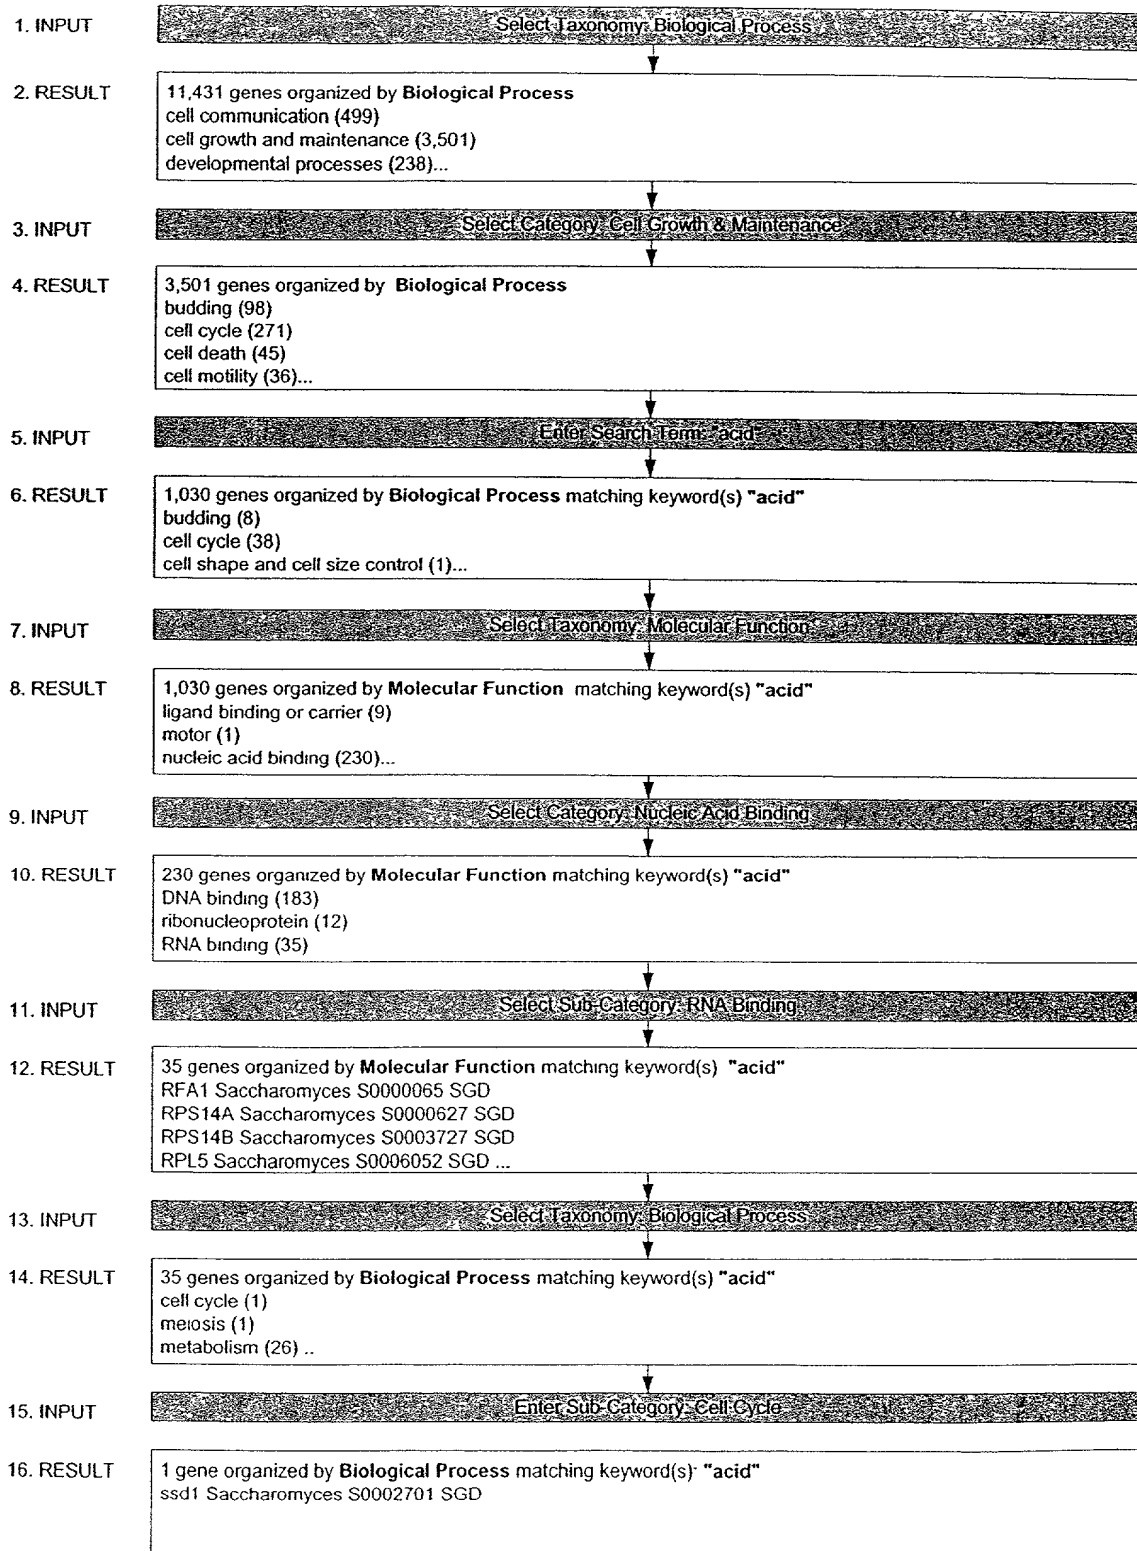 1. INPUT
Select Taxonomy: Biological Process
2. RESULT
11,431 genes organized by Biological Process
cell communication (499)
cell growth and maintenance (3,501)
developmental processes (238)...
3. INPUT
Select Category: Cell Growth & Maintenance
4. RESULT
3,501 genes organized by Biological Process
budding (98)
cell cycle (271)
cell death (45)
cell motility (36)...
5. INPUT
Enter Search Term: "acid"
6. RESULT
1,030 genes organized by Biological Process matching keyword(s) "acid"
budding (8)
cell cycle (38)
cell shape and cell size control (1)...
7. INPUT
Select Taxonomy: Molecular Function
8. RESULT
1,030 genes organized by Molecular Function matching keyword(s) "acid"
ligand binding or carrier (9)
motor (1)
nucleic acid binding (230)...
9. INPUT
Select Category: Nucleic Acid Binding
10. RESULT
230 genes organized by Molecular Function matching keyword(s) "acid"
DNA binding (183)
ribonucleoprotein (12)
RNA binding (35)
11. INPUT
Select Sub-Category: RNA Binding
12. RESULT
35 genes organized by Molecular Function matching keyword(s) "acid"
RFA1 Saccharomyces S0000065 SGD
RPS14A Saccharomyces S0000627 SGD
RPS14B Saccharomyces S0003727 SGD
RPL5 Saccharomyces S0006052 SGD ...
13. INPUT
Select Taxonomy: Biological Process
14. RESULT
35 genes organized by Biological Process matching keyword(s) "acid"
cell cycle (1)
meiosis (1)
metabolism (26) ..
15. INPUT
Enter Sub-Category: Cell Cycle
16. RESULT
1 gene organized by Biological Process matching keyword(s) "acid"
ssd1 Saccharomyces S0002701 SGD